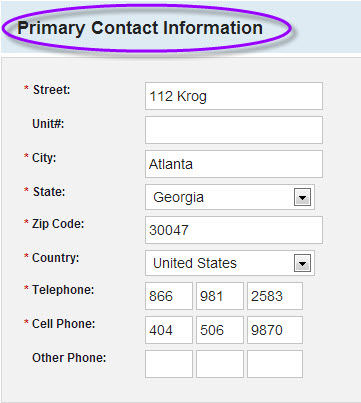 Primary Contact Information
* Street: 112 Krog
Unit#:
* City: Atlanta
* State: Georgia
* Zip Code: 30047
* Country: United States
* Telephone: 866 981 2583
* Cell Phone: 404 506 9870
Other Phone: